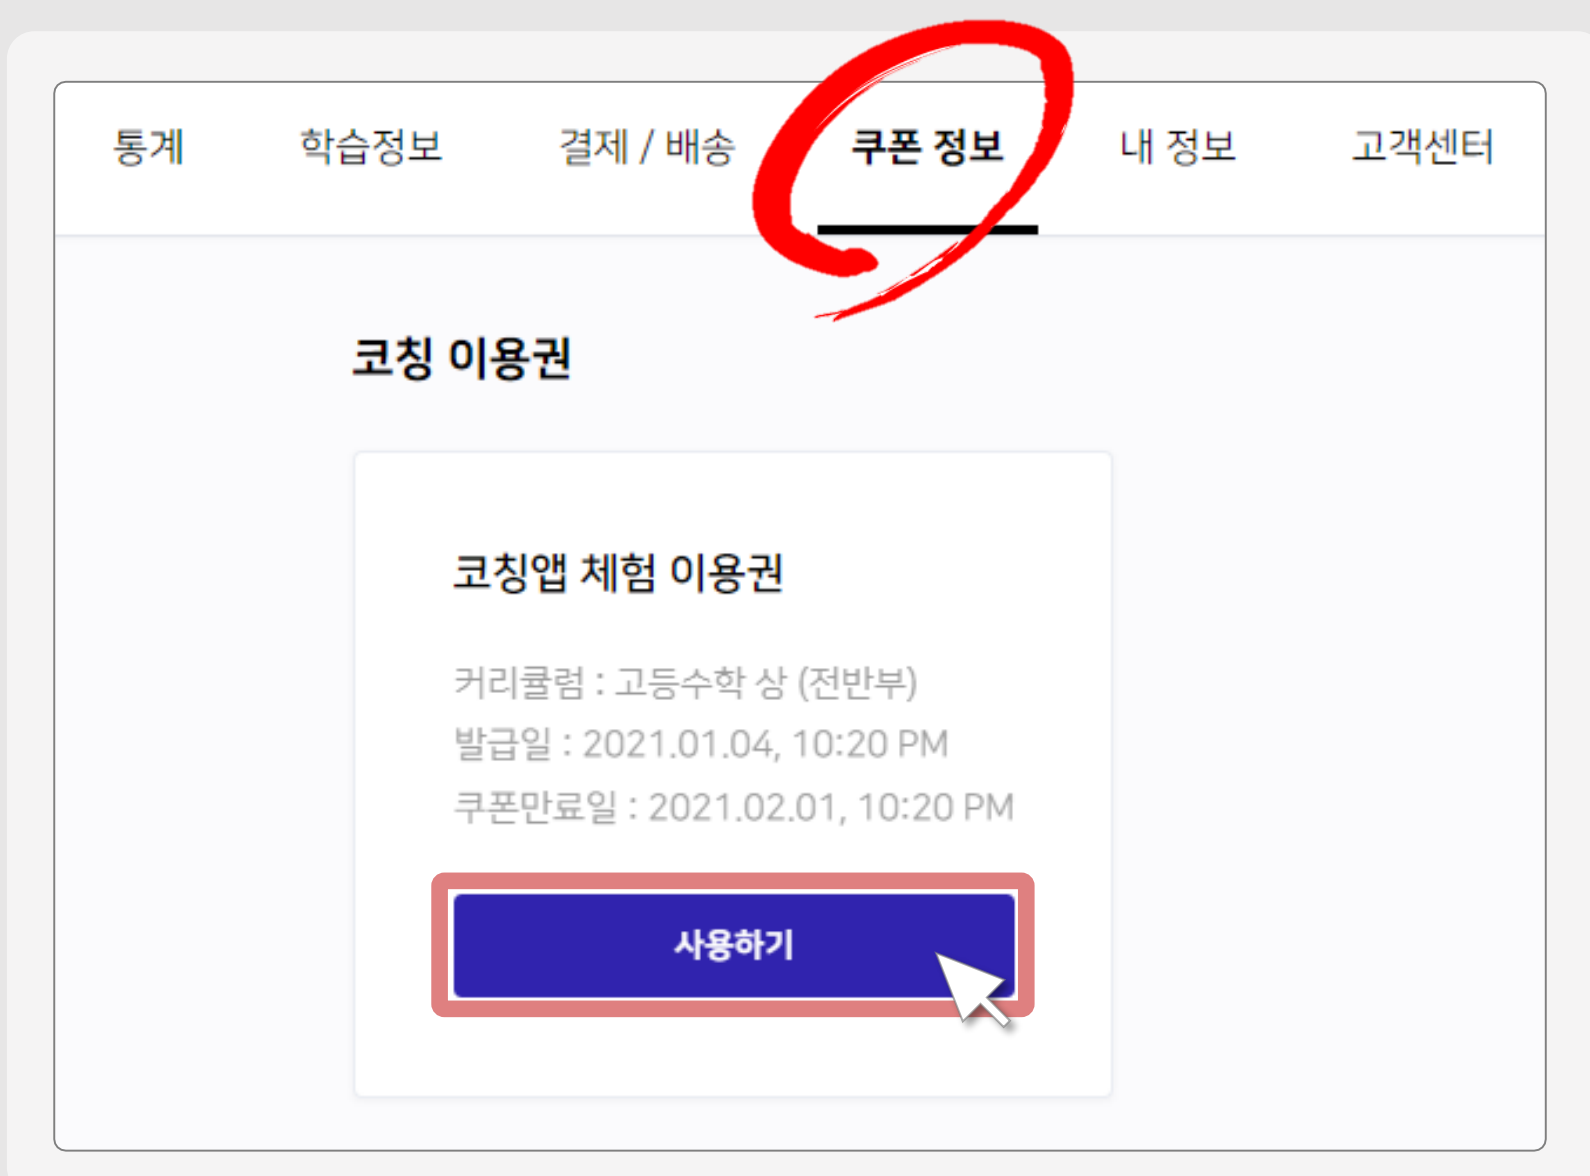 통계 학습정보 결제 / 배송 쿠폰 정보 내 정보 고객센터
코칭 이용권
코칭앱 체험 이용권
커리큘럼 : 고등수학 상 (전반부)
발급일 : 2021.01.04, 10:20 PM
쿠폰만료일 : 2021.02.01, 10:20 PM
사용하기